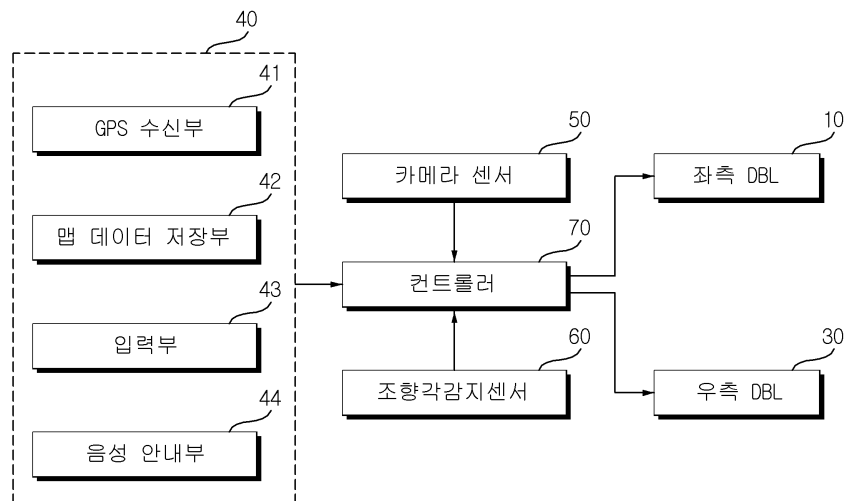 40
41
GPS 수신부
42
맵 데이터 저장부
43
입력부
44
음성 안내부
50
카메라 센서
70
컨트롤러
60
조향각감지센서
10
좌측 DBL
30
우측 DBL